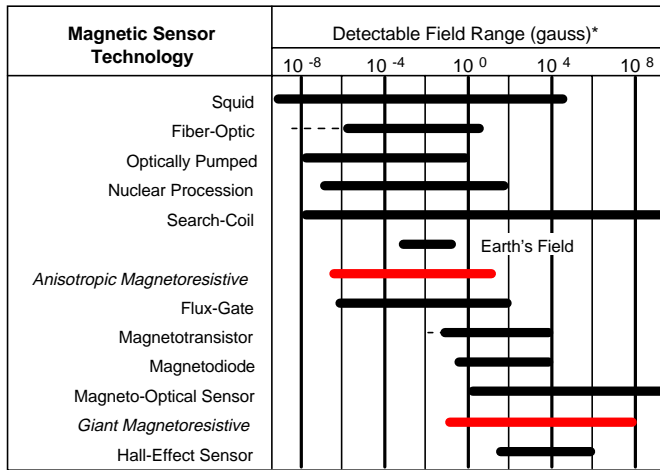 Magnetic Sensor Technology
Detectable Field Range (gauss)*
10 -8 10 -4 10 0 10 4 10 8
Squid
Fiber-Optic
Optically Pumped
Nuclear Procession
Search-Coil
Earth's Field
Anisotropic Magnetoresistive
Flux-Gate
Magnetotransistor
Magnetodiode
Magneto-Optical Sensor
Giant Magnetoresistive
Hall-Effect Sensor